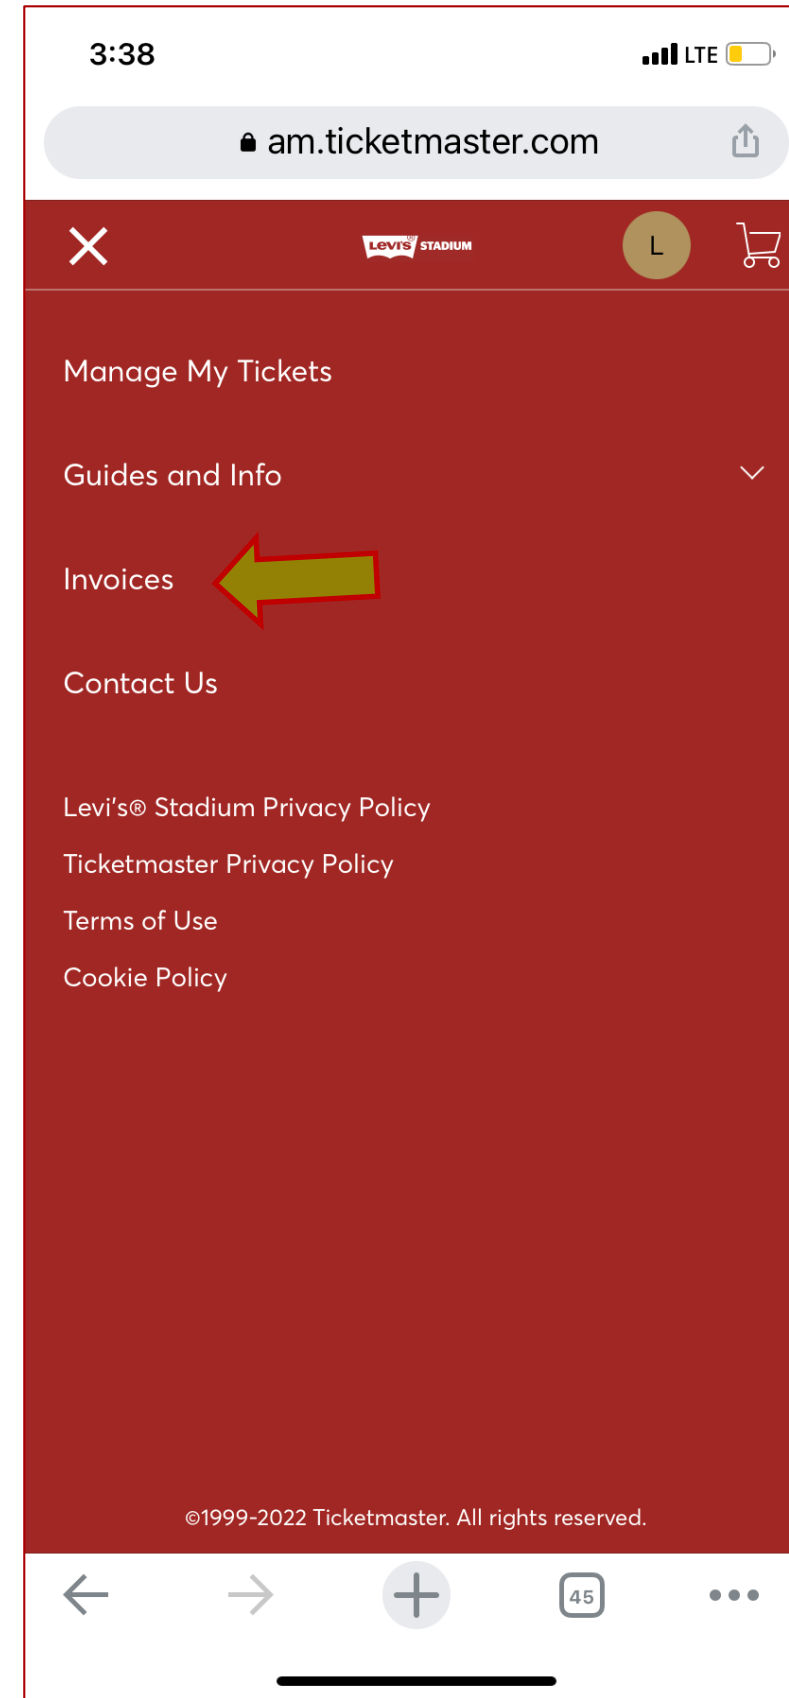 3:38
LTE
am.ticketmaster.com
LEVI'S® STADIUM
L
Manage My Tickets
Guides and Info
Invoices
Contact Us
Levi's® Stadium Privacy Policy
Ticketmaster Privacy Policy
Terms of Use
Cookie Policy
©1999-2022 Ticketmaster. All rights reserved.
45